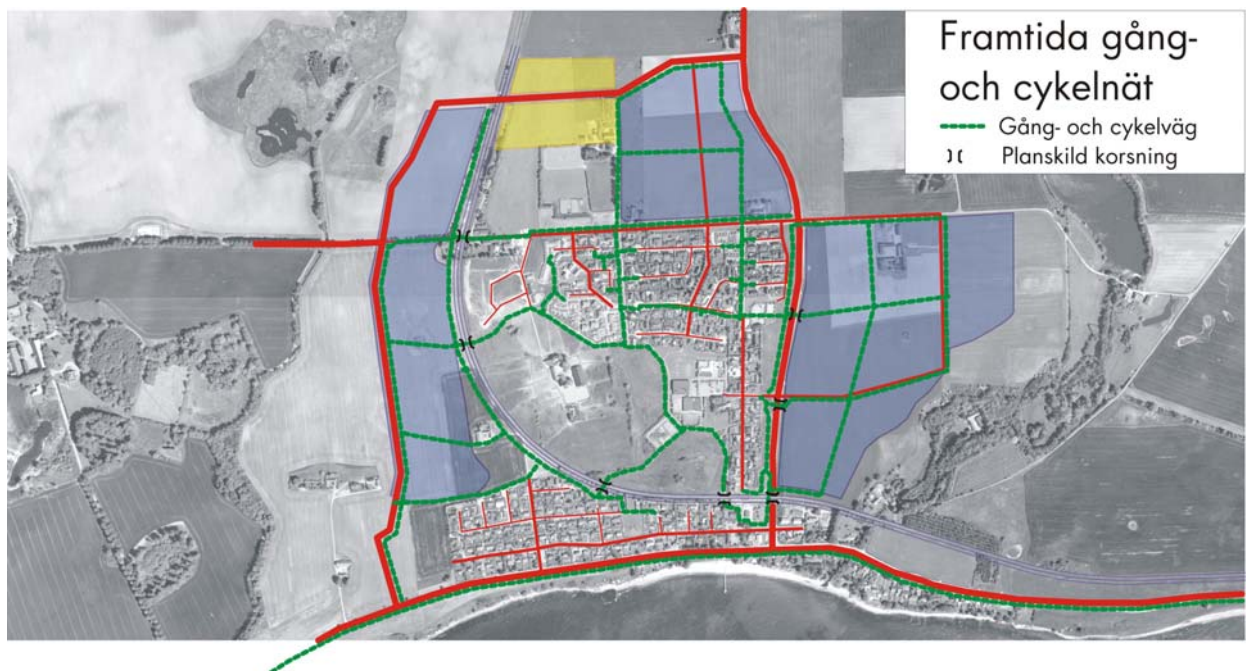 Framtida gång-
och cykelnät
Gång- och cykelväg
Planskild korsning